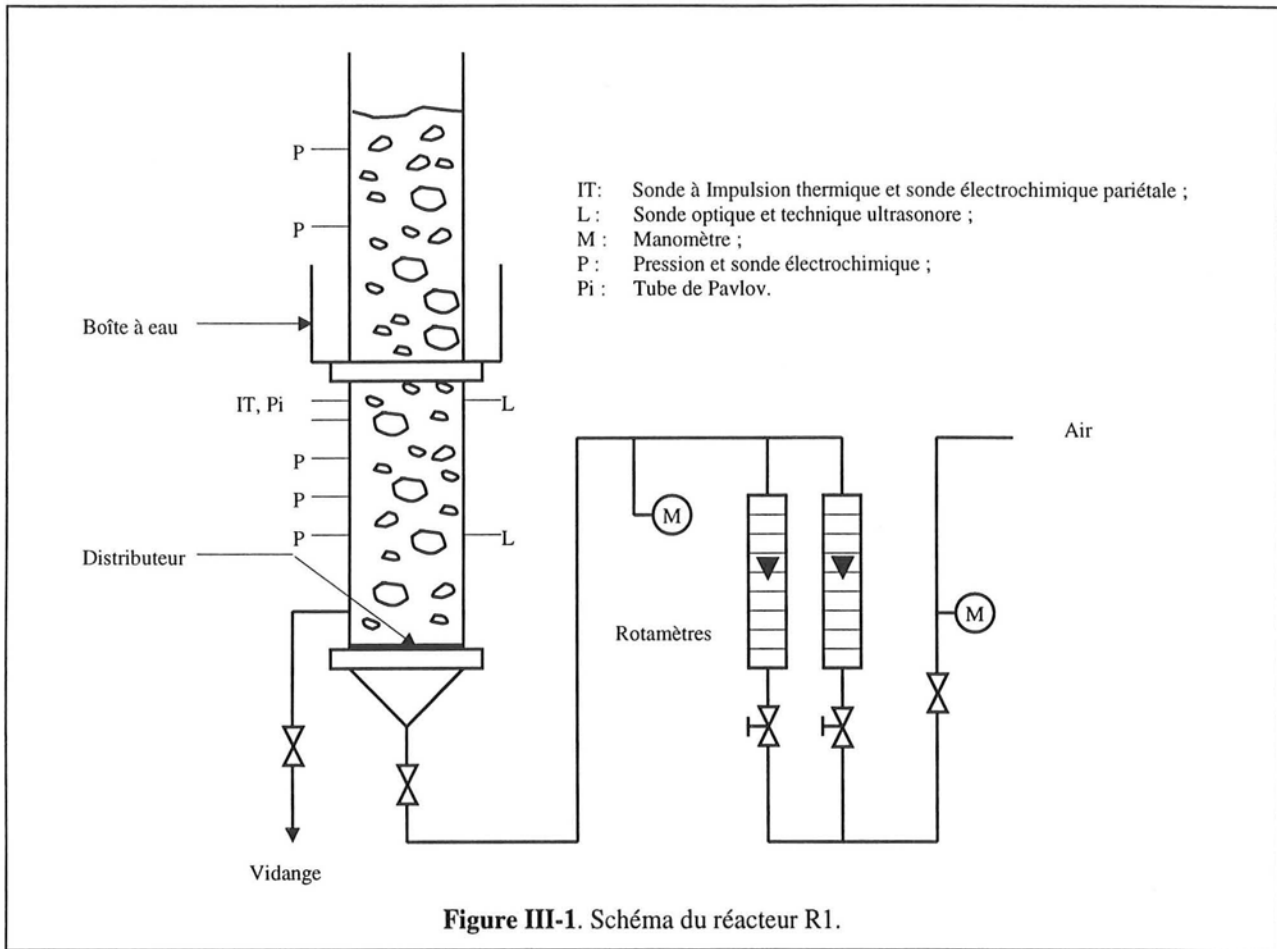 P
IT: Sonde à Impulsion thermique et sonde électrochimique pariétale ;
L : Sonde optique et technique ultrasonore ;
M : Manomètre ;
P : Pression et sonde électrochimique ;
Pi : Tube de Pavlov.
P
Boîte à eau
IT, Pi
L
Air
P
P
M
P
L
Distributeur
Rotamètres
M
Vidange
Figure III-1. Schéma du réacteur R1.